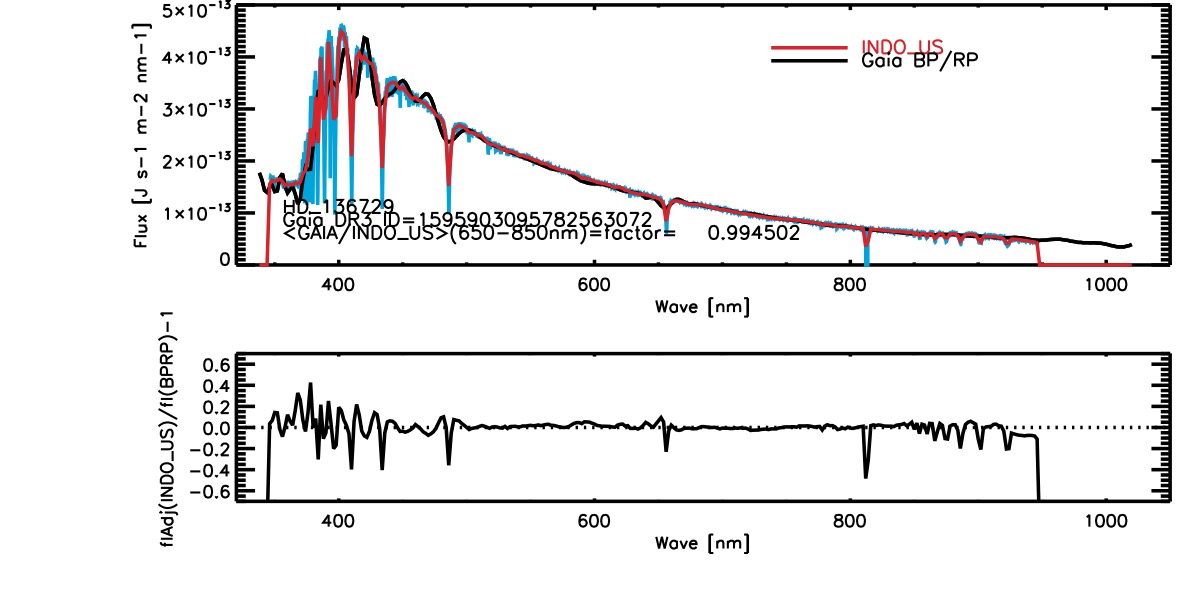 5×10−13
4×10−13
3×10−13
2×10−13
1×10−13
0
Flux [J s−1 m−2 nm−1]
INDO_US
Gaia BP/RP
HD_136729
Gaia DR3_ID=1595903095782563072
<GAIA/INDO_US>(650−850nm)=factor= 0.994502
400 600 800 1000
Wave [nm]
flAdj(INDO_US)/fl(BPRP)−1
0.6
0.4
0.2
0.0
−0.2
−0.4
−0.6
400 600 800 1000
Wave [nm]